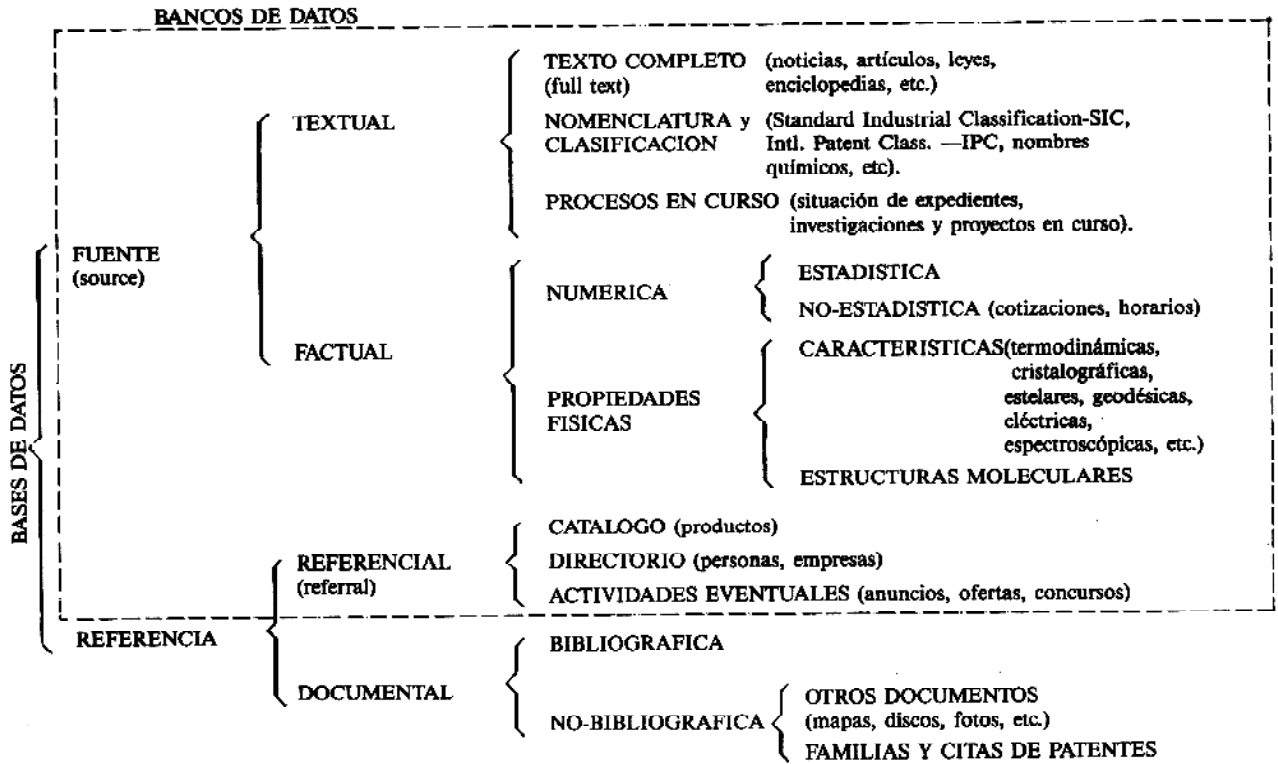 BANCOS DE DATOS
TEXTO COMPLETO (noticias, artículos, leyes,
(full text) enciclopedias, etc.)
TEXTUAL
NOMENCLATURA y (Standard Industrial Classification-SIC,
CLASIFICACION Intl. Patent Class. —IPC, nombres
químicos, etc).
PROCESOS EN CURSO (situación de expedientes,
investigaciones y proyectos en curso).
FUENTE
(source)
ESTADISTICA
NUMERICA
NO-ESTADISTICA (cotizaciones, horarios)
FACTUAL
CARACTERISTICAS(termodinámicas,
cristalográficas,
estelares, geodésicas,
cléctricas,
espectroscópicas, etc.)
PROPIEDADES
FISICAS
ESTRUCTURAS MOLECULARES
BASES DE DATOS
CATALOGO (productos)
REFERENCIAL
(referral)
DIRECTORIO (personas, empresas)
ACTIVIDADES EVENTUALES (anuncios, ofertas, concursos)
REFERENCIA
BIBLIOGRAFICA
DOCUMENTAL
NO-BIBLIOGRAFICA
OTROS DOCUMENTOS
(mapas, discos, fotos, etc.)
FAMILIAS Y CITAS DE PATENTES